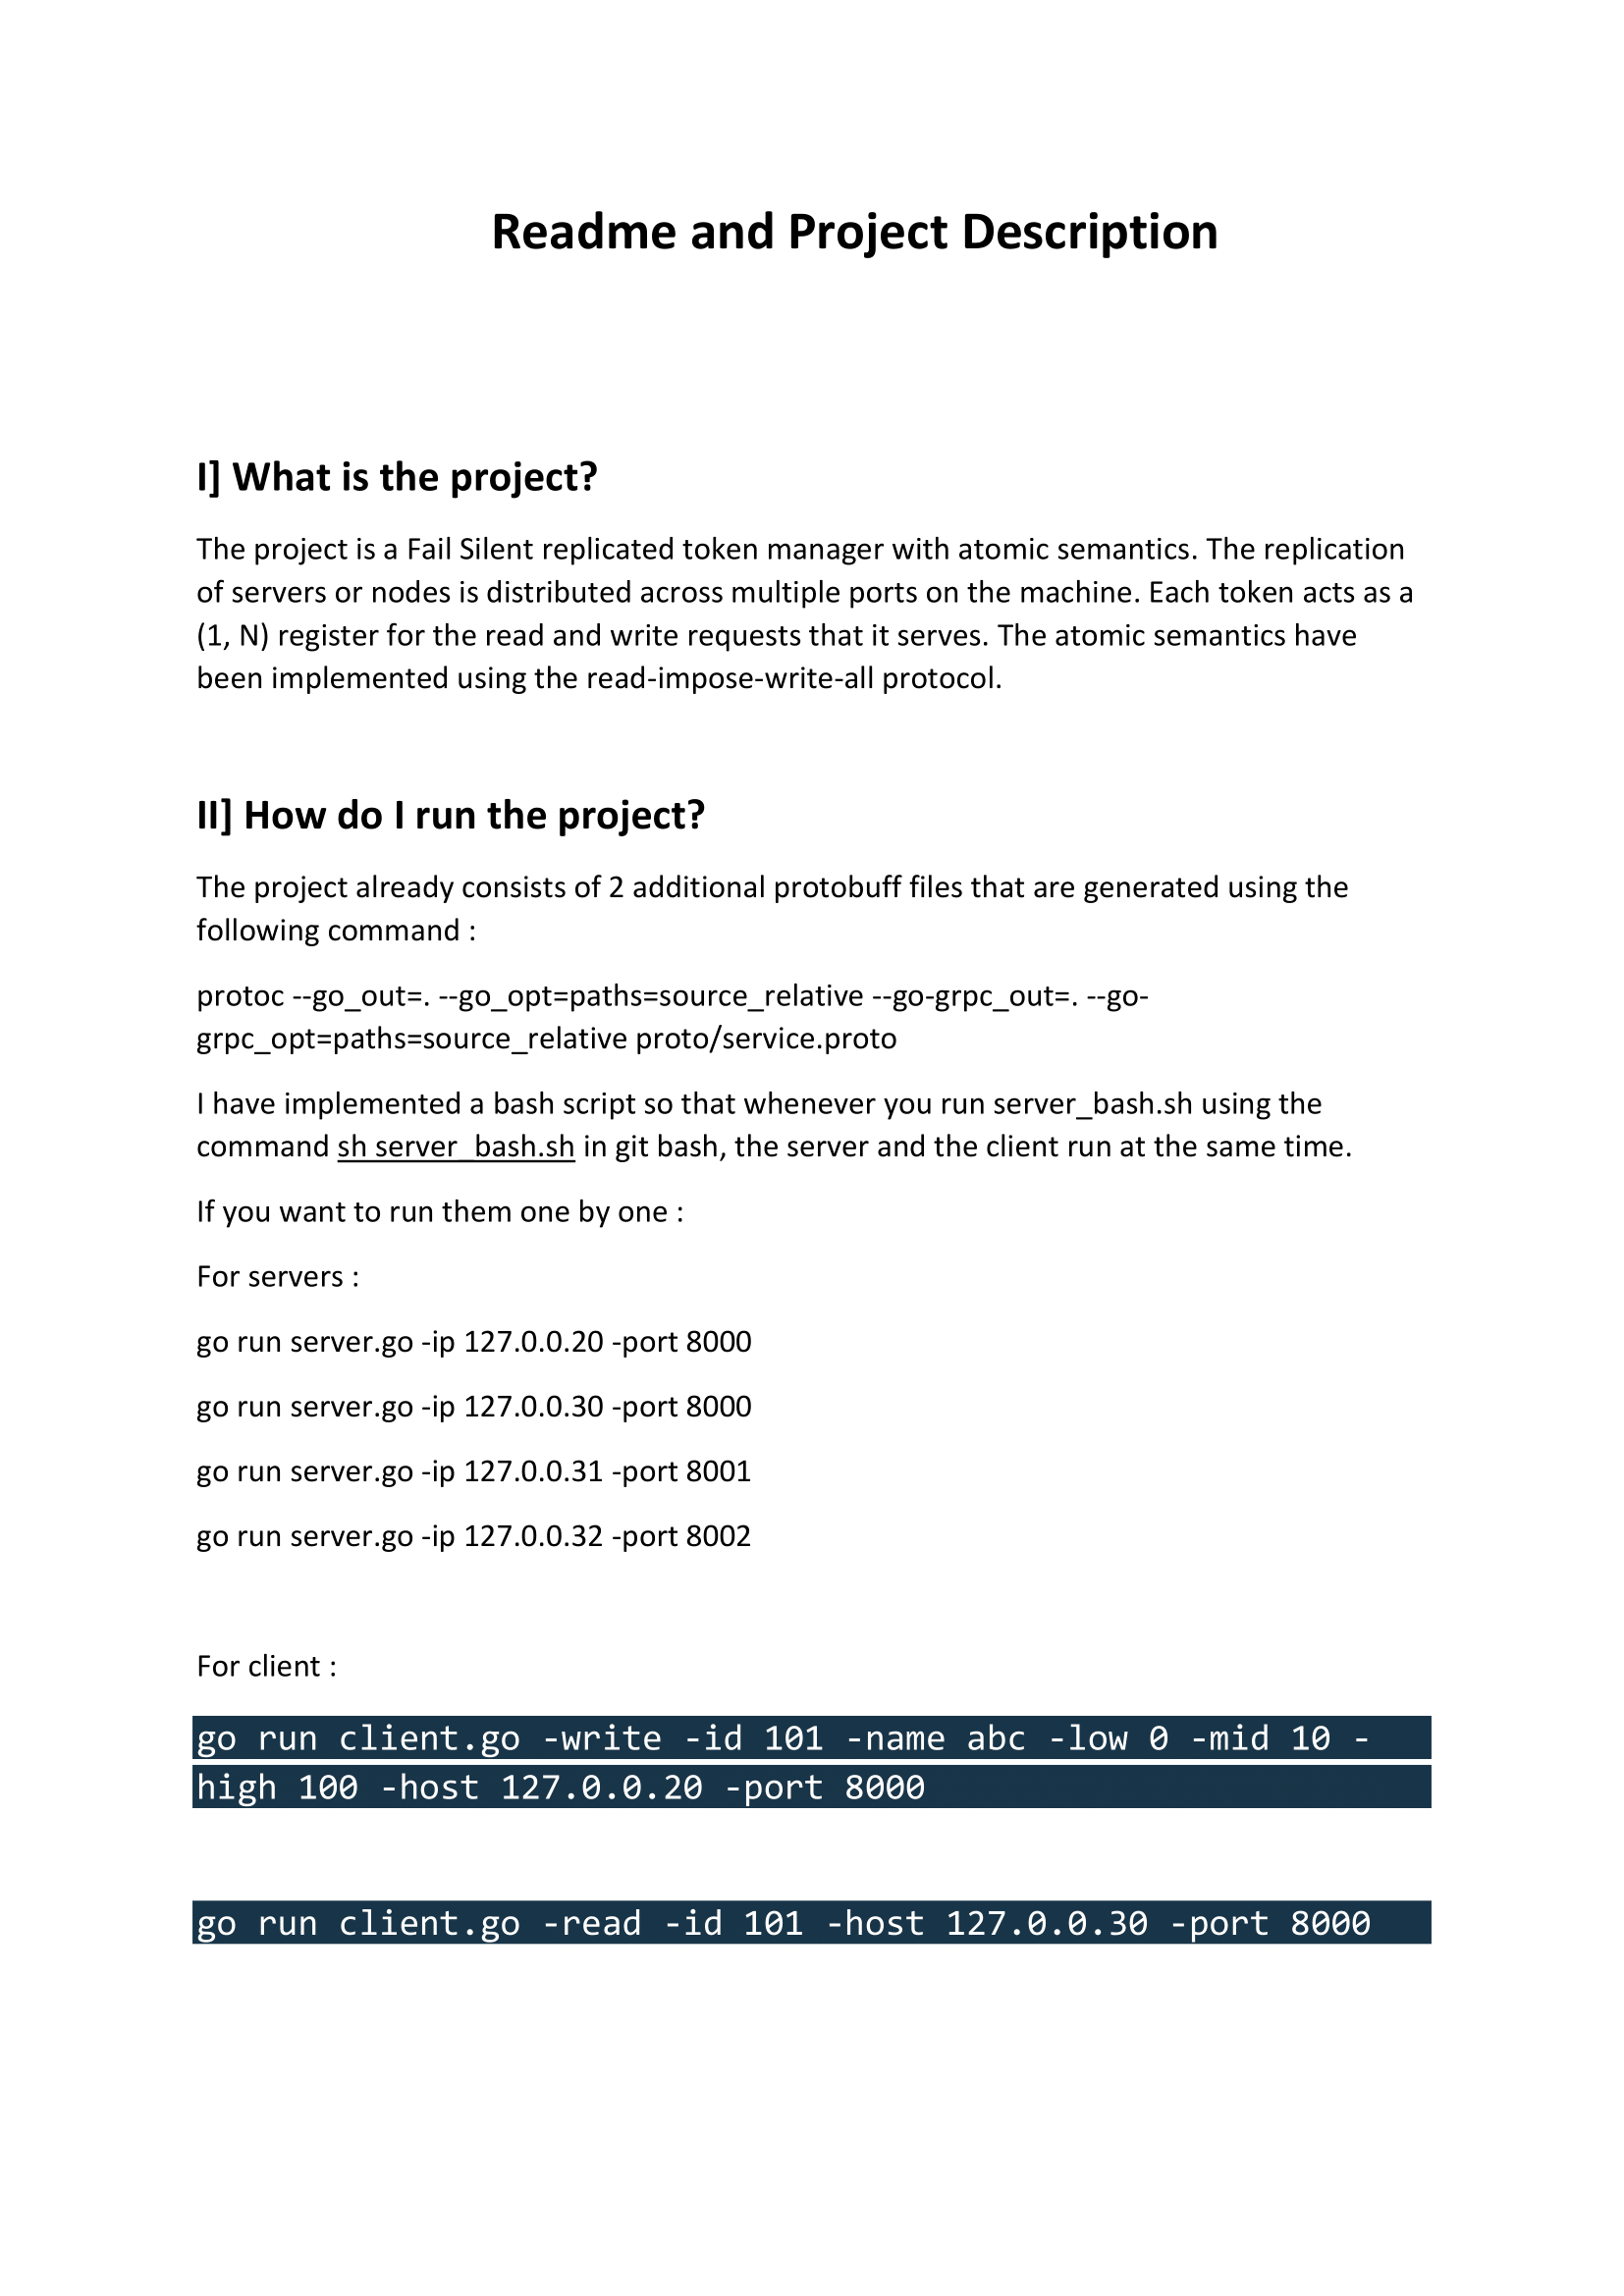 Readme and Project Description
I] What is the project?
The project is a Fail Silent replicated token manager with atomic semantics. The replication
of servers or nodes is distributed across multiple ports on the machine. Each token acts as a
(1, N) register for the read and write requests that it serves. The atomic semantics have
been implemented using the read-impose-write-all protocol.
II] How do I run the project?
The project already consists of 2 additional protobuff files that are generated using the
following command :
protoc --go_out=. --go_opt=paths=source_relative --go-grpc_out=. --go-
grpc_opt=paths=source_relative proto/service.proto
I have implemented a bash script so that whenever you run server_bash.sh using the
command sh server_bash.sh in git bash, the server and the client run at the same time.
If you want to run them one by one :
For servers :
go run server.go -ip 127.0.0.20 -port 8000
go run server.go -ip 127.0.0.30 -port 8000
go run server.go -ip 127.0.0.31 -port 8001
go run server.go -ip 127.0.0.32 -port 8002
For client :
go run client.go -write -id 101 -name abc -low 0 -mid 10 -
high 100 -host 127.0.0.20 -port 8000
go run client.go -read -id 101 -host 127.0.0.30 -port 8000